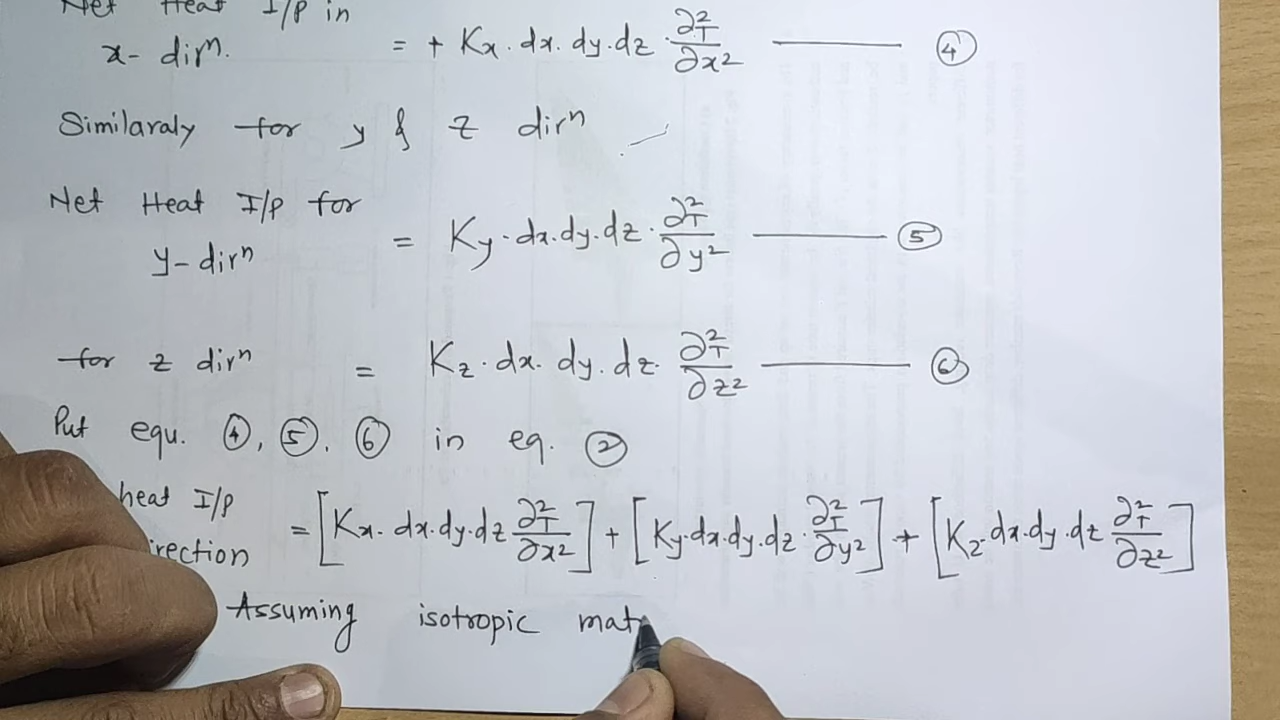 Net Heat I/p in
x- dirⁿ. = + Kx · dx. dy. dz · ∂²T/∂x² ④
Similaraly for y & z dirⁿ
Net Heat I/p for
y- dirⁿ = Ky · dx. dy. dz · ∂²T/∂y² ⑤
for z dirⁿ = Kz · dx. dy. dz. ∂²T/∂z² ⑥
Put equ. ④, ⑤, ⑥ in eq. ②
heat I/p
irection = [Kx. dx. dy. dz ∂²T/∂x²] + [Ky. dx. dy. dz · ∂²T/∂y²] + [Kz. dx. dy. dz ∂²T/∂z²]
Assuming isotropic mat